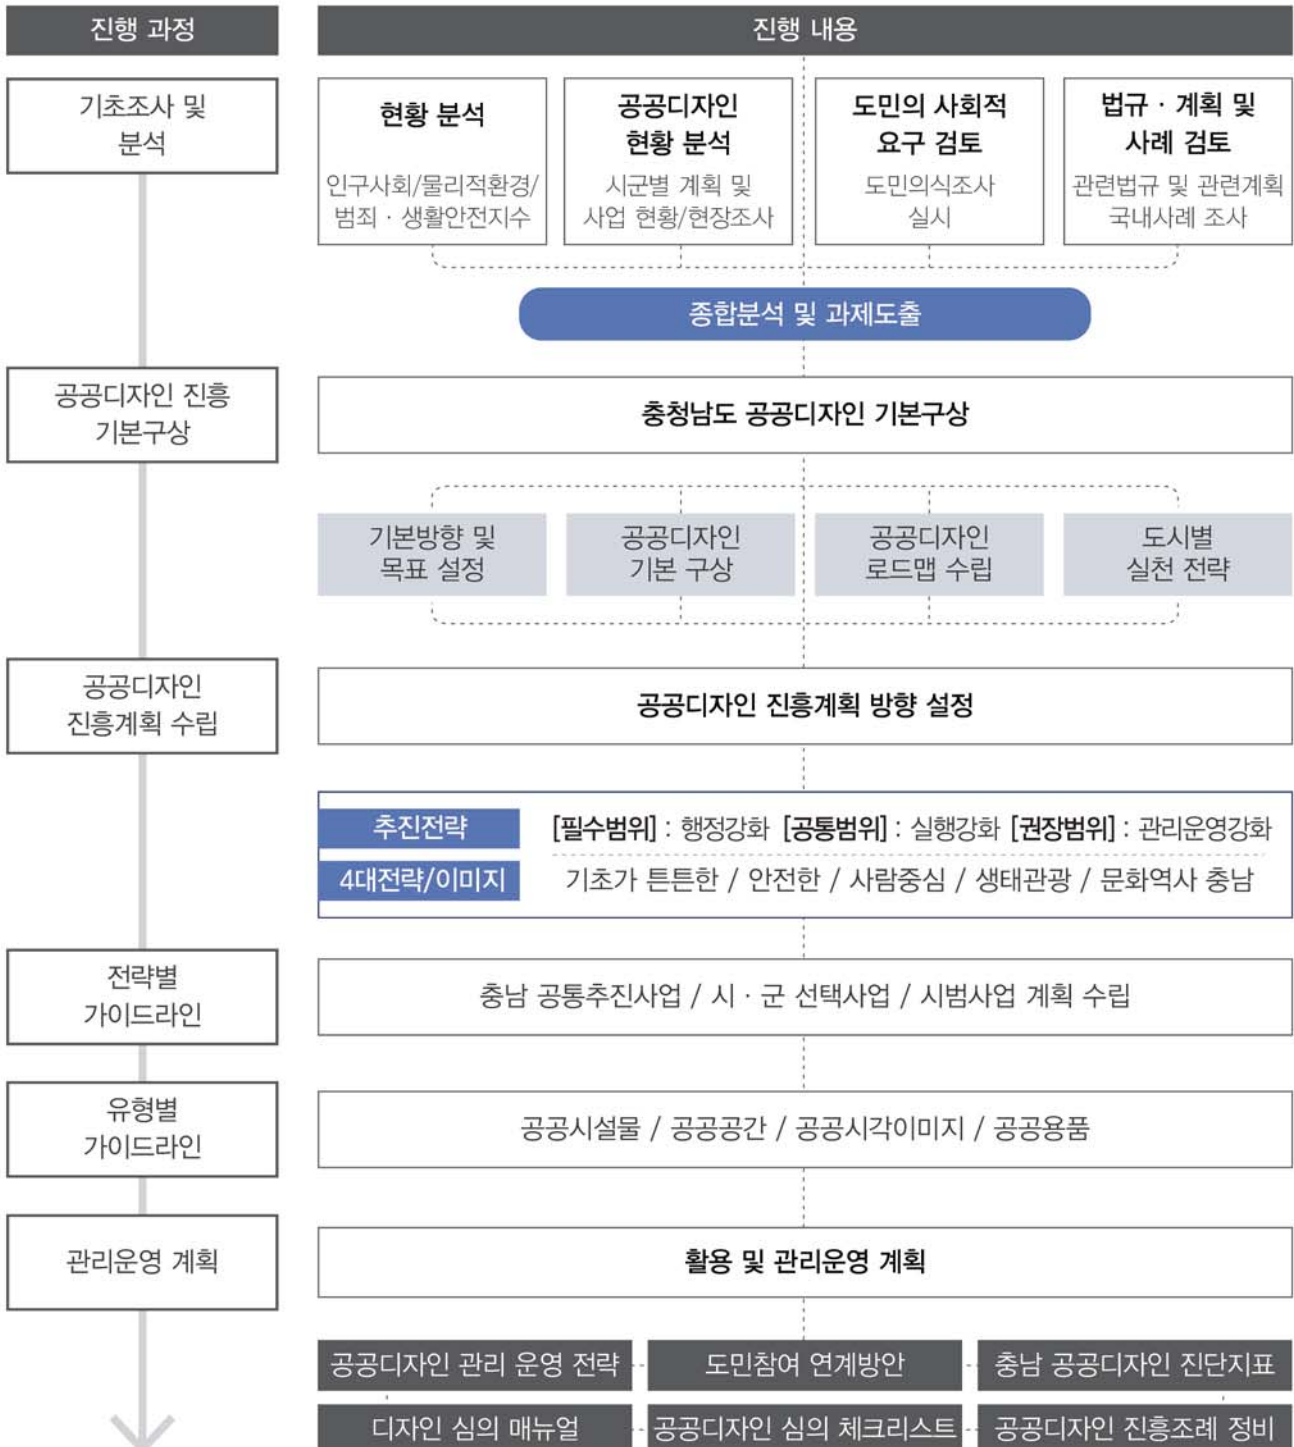 진행 과정
진행 내용
기초조사 및
분석
현황 분석
인구사회/물리적환경/
범죄 · 생활안전지수
공공디자인
현황 분석
시군별 계획 및
사업 현황/현장조사
도민의 사회적
요구 검토
도민의식조사
실시
법규 · 계획 및
사례 검토
관련법규 및 관련계획
국내사례 조사
종합분석 및 과제도출
공공디자인 진흥
기본구상
충청남도 공공디자인 기본구상
기본방향 및
목표 설정
공공디자인
기본 구상
공공디자인
로드맵 수립
도시별
실천 전략
공공디자인
진흥계획 수립
공공디자인 진흥계획 방향 설정
추진전략
[필수범위] : 행정강화 [공통범위] : 실행강화 [권장범위] : 관리운영강화
4대전략/이미지
기초가 튼튼한 / 안전한 / 사람중심 / 생태관광 / 문화역사 충남
전략별
가이드라인
충남 공통추진사업 / 시 · 군 선택사업 / 시범사업 계획 수립
유형별
가이드라인
공공시설물 / 공공공간 / 공공시각이미지 / 공공용품
관리운영 계획
활용 및 관리운영 계획
공공디자인 관리 운영 전략
도민참여 연계방안
충남 공공디자인 진단지표
디자인 심의 매뉴얼
공공디자인 심의 체크리스트
공공디자인 진흥조례 정비